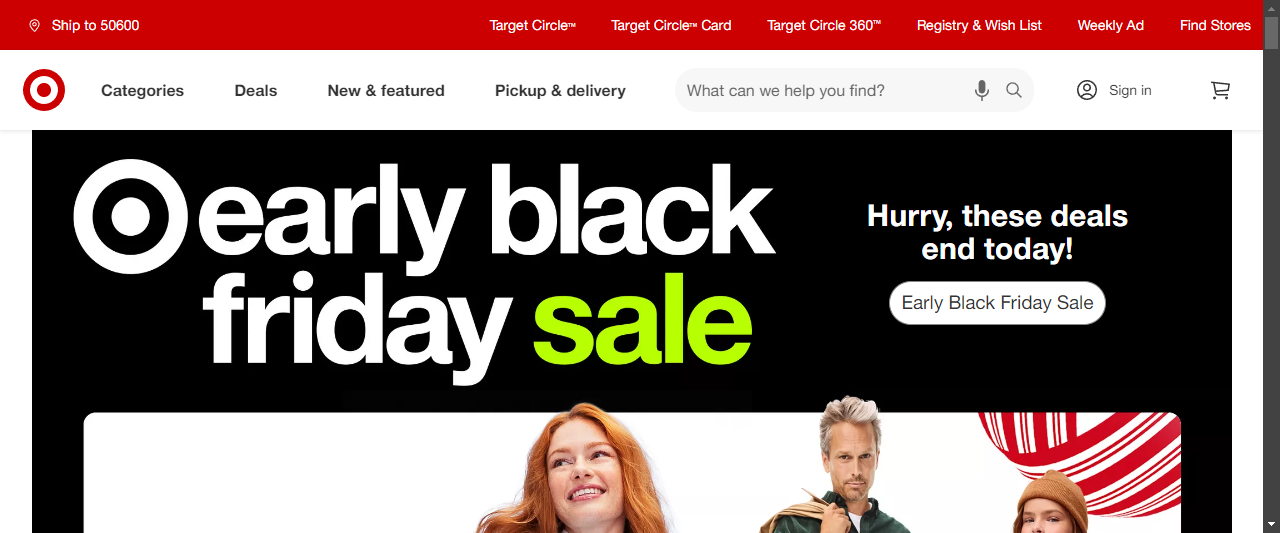 Ship to 50600
Target Circle™
Target Circle™ Card
Target Circle 360™
Registry & Wish List
Weekly Ad
Find Stores
Categories
Deals
New & featured
Pickup & delivery
What can we help you find?
Sign in
early black
friday sale
Hurry, these deals
end today!
Early Black Friday Sale